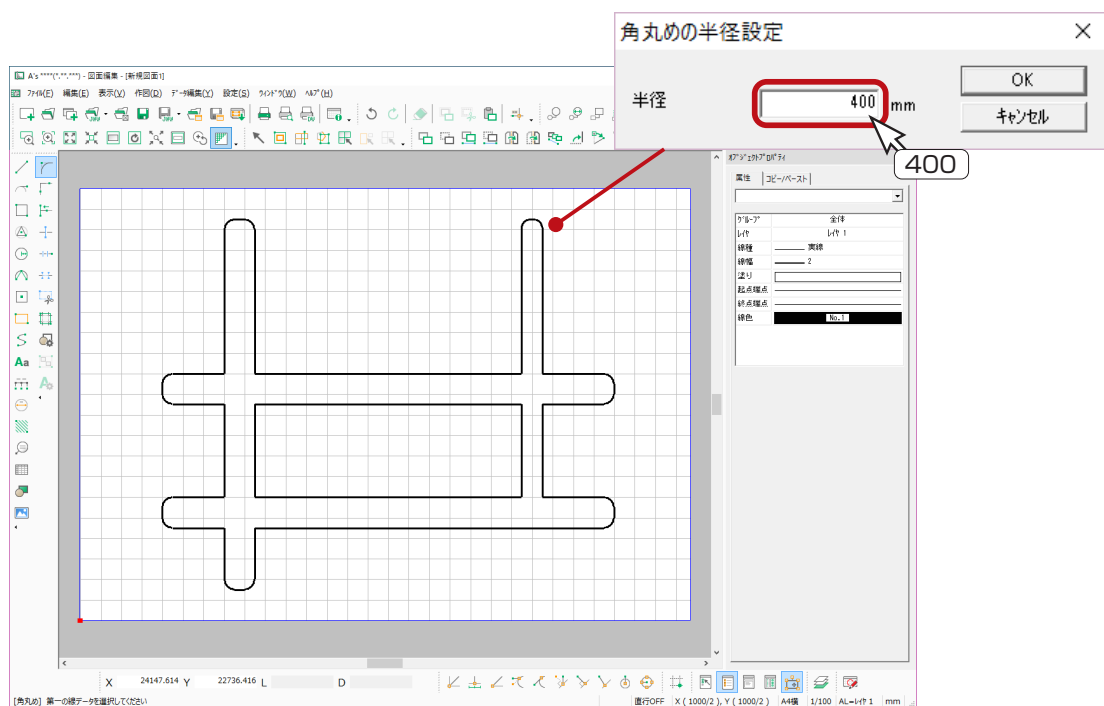 角丸めの半径設定
半径
400
mm
OK
キャンセル
400
A's ****(*,**,***) - 図面編集 - [新規図面1]
ﾌｧｲﾙ(F) 編集(E) 表示(V) 作図(D) ﾃﾞｰﾀ編集(Y) 設定(S) ｳｨﾝﾄﾞｳ(W) ﾍﾙﾌﾟ(H)
ｵﾌﾞｼﾞｪｸﾄﾌﾟﾛﾊﾟﾃｨ
属性 コピー/ペースト
ｸﾞﾙｰﾌﾟ 全体
ﾚｲﾔ ﾚｲﾔ 1
線種 実線
線幅 2
塗り
起点端点
終点端点
線色 No.1
Aa
A
X 24147.614 Y 22736.416 L D
[角丸め] 第一の線データを選択してください
直行OFF X ( 1000/2 ), Y ( 1000/2 ) A4横 1/100 AL=ﾚｲﾔ 1 mm